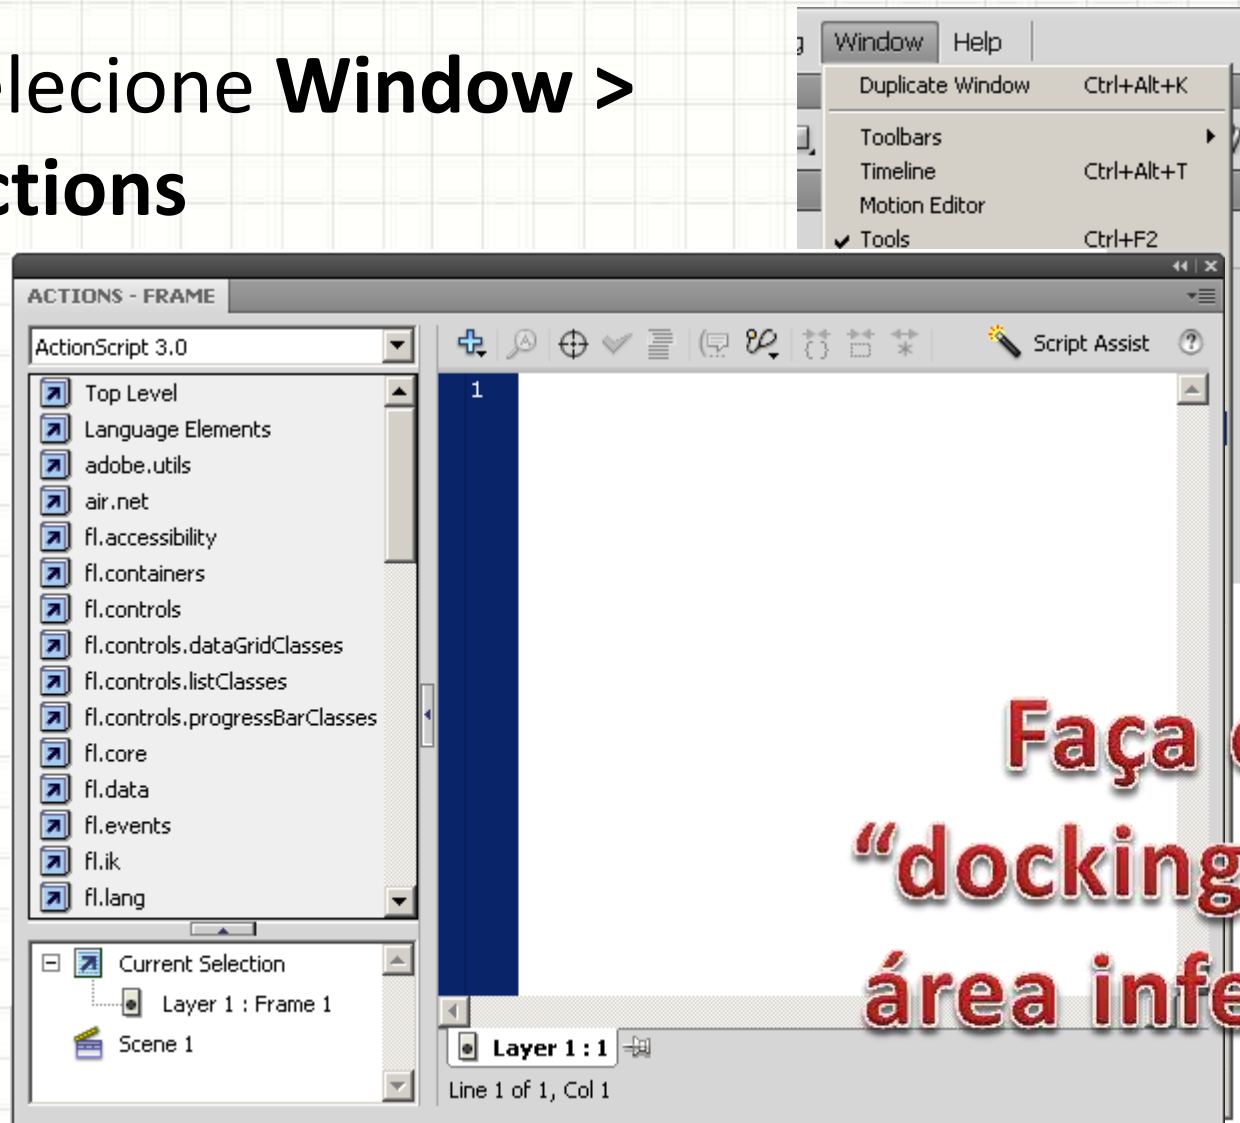 elecione Window >
ctions
Window Help
Duplicate Window Ctrl+Alt+K
Toolbars
Timeline Ctrl+Alt+T
Motion Editor
Tools Ctrl+F2
ACTIONS - FRAME
ActionScript 3.0
Script Assist
Top Level
Language Elements
adobe.utils
air.net
fl.accessibility
fl.containers
fl.controls
fl.controls.dataGridClasses
fl.controls.listClasses
fl.controls.progressBarClasses
fl.core
fl.data
fl.events
fl.ik
fl.lang
1
Faça
“docking
área infe
Current Selection
Layer 1 : Frame 1
Scene 1
Layer 1 : 1
Line 1 of 1, Col 1